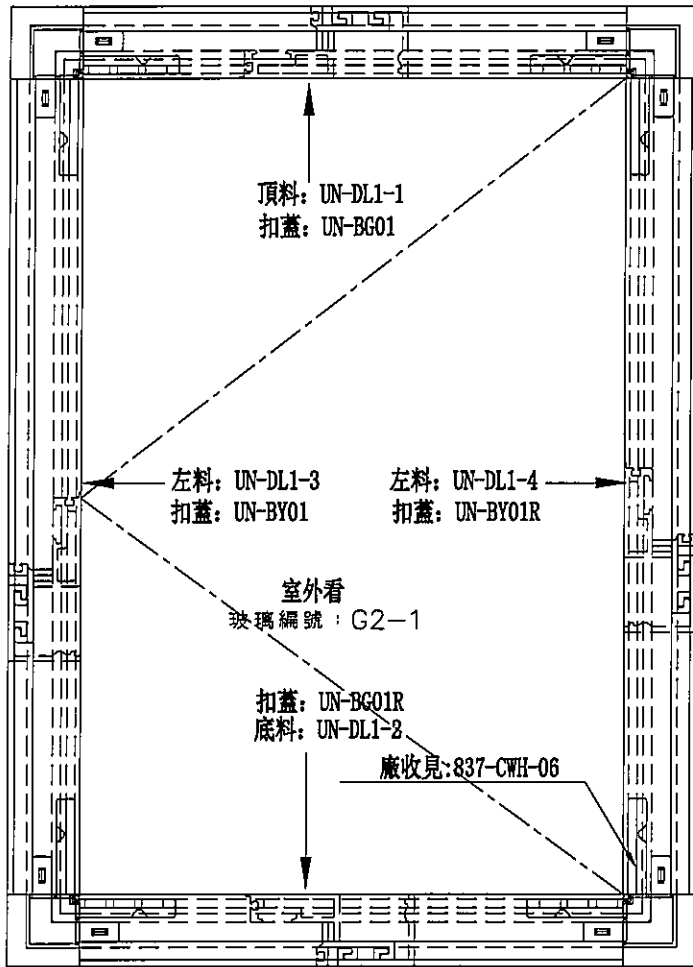 頂料: UN-DL1-1
扣蓋: UN-BG01
左料: UN-DL1-3
扣蓋: UN-BY01
左料: UN-DL1-4
扣蓋: UN-BY01R
室外看
玻璃編號：G2-1
扣蓋: UN-BG01R
底料: UN-DL1-2
廠收見:837-CWH-06